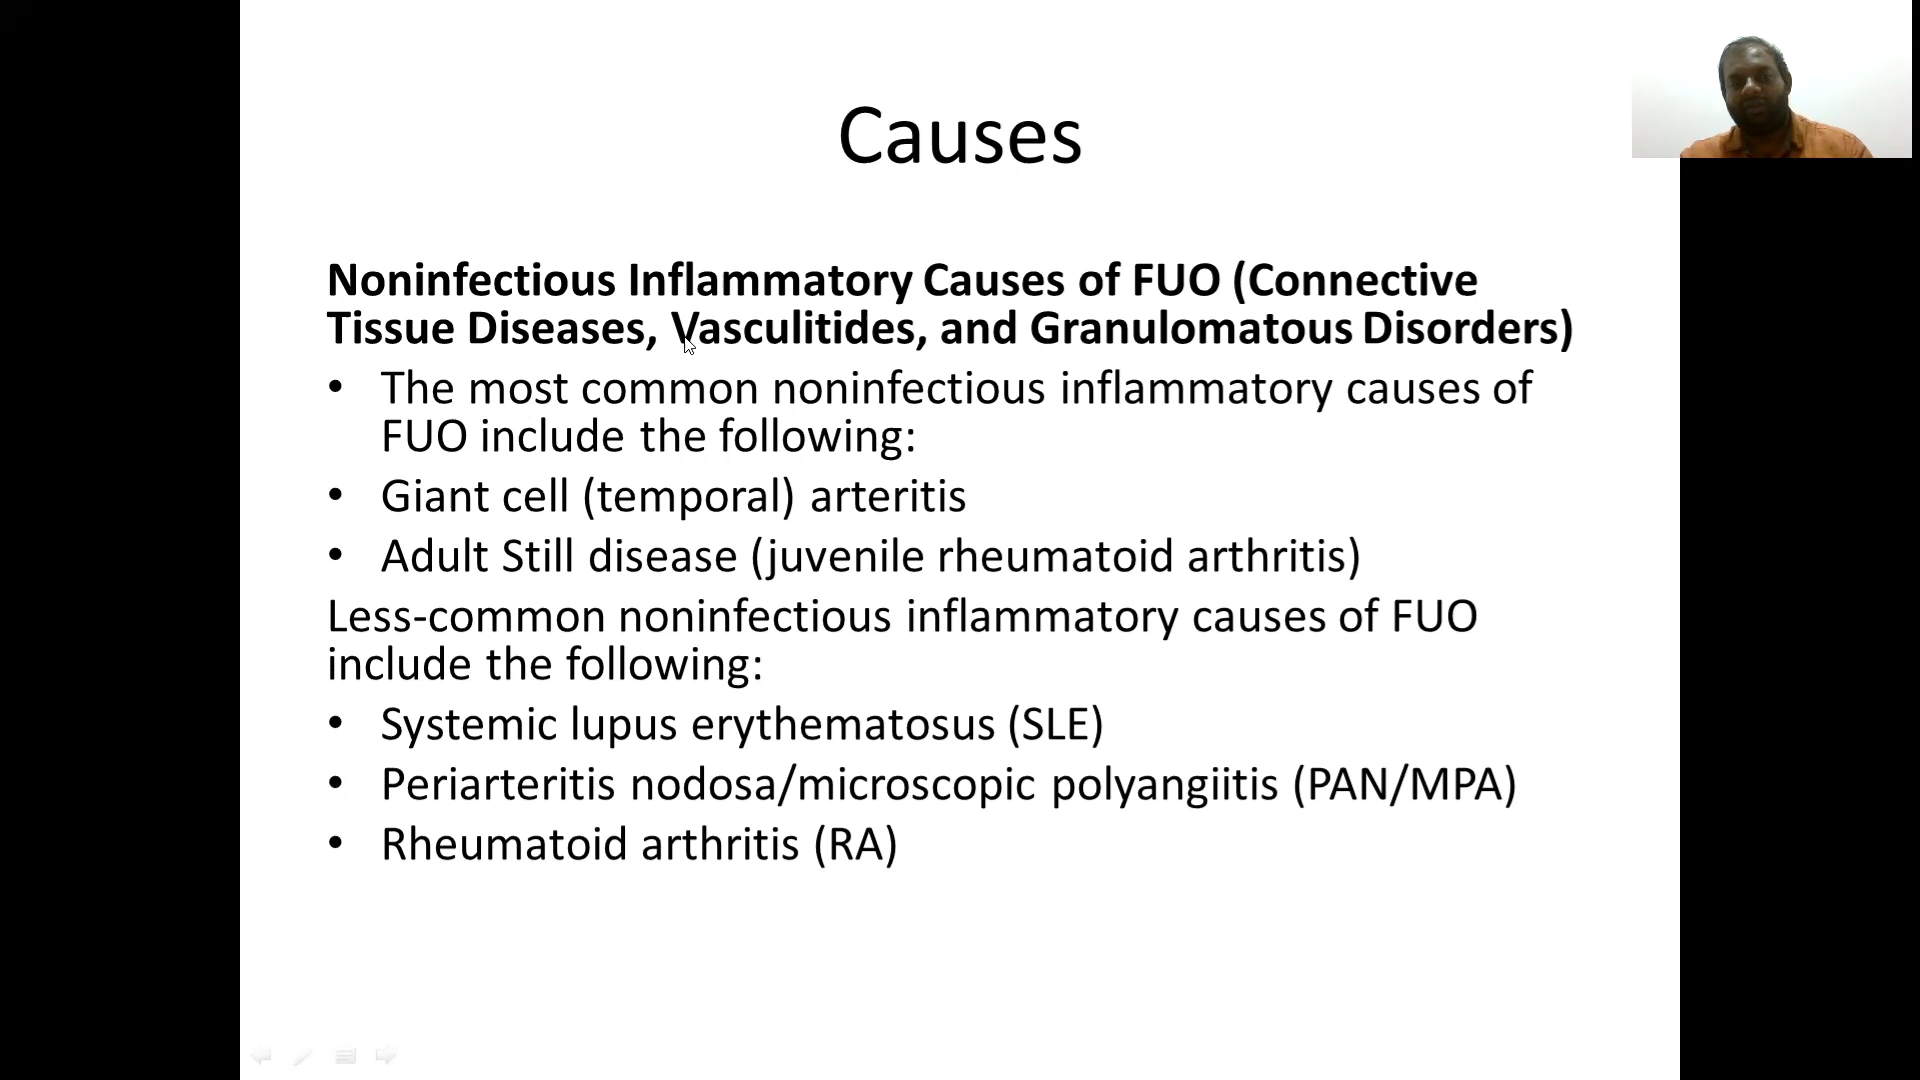 Causes
Noninfectious Inflammatory Causes of FUO (Connective
Tissue Diseases, Vasculitides, and Granulomatous Disorders)
• The most common noninfectious inflammatory causes of
FUO include the following:
• Giant cell (temporal) arteritis
• Adult Still disease (juvenile rheumatoid arthritis)
Less-common noninfectious inflammatory causes of FUO
include the following:
• Systemic lupus erythematosus (SLE)
• Periarteritis nodosa/microscopic polyangiitis (PAN/MPA)
• Rheumatoid arthritis (RA)